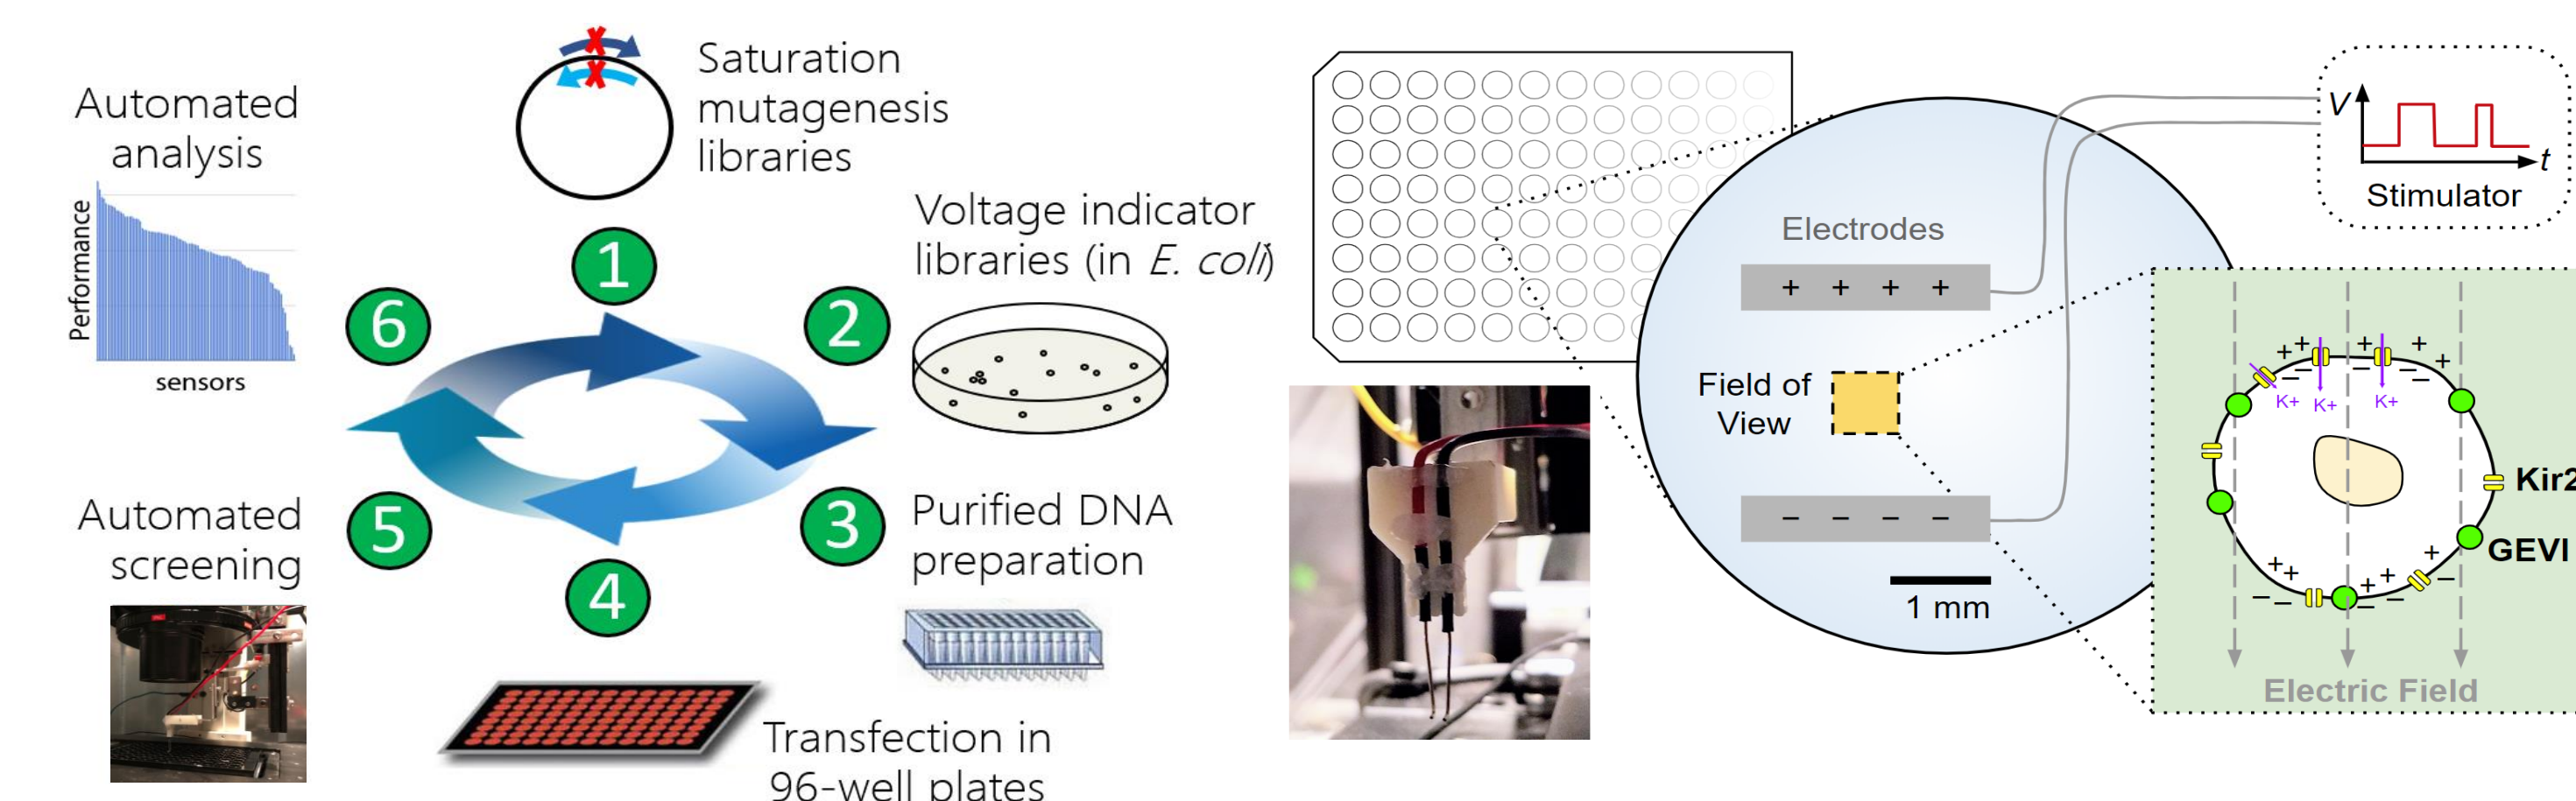 Saturation
mutagenesis
libraries
1
Voltage indicator
libraries (in E. coli)
2
Purified DNA
preparation
3
Transfection in
96-well plates
4
Automated
screening
5
Automated
analysis
Performance
sensors
6
Electrodes
+ + + +
Field of
View
− − − −
1 mm
V
t
Stimulator
K+ K+ K+
Kir2
GEVI
Electric Field